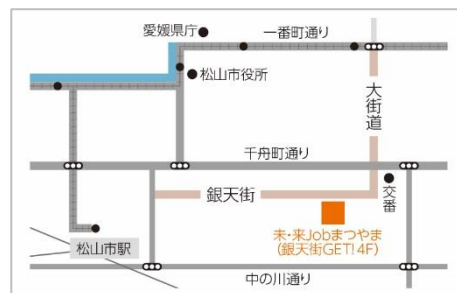 愛媛県庁
一番町通り
松山市役所
大街道
千舟町通り
銀天街
交番
未・来Jobまつやま
(銀天街GET! 4F)
松山市駅
中の川通り